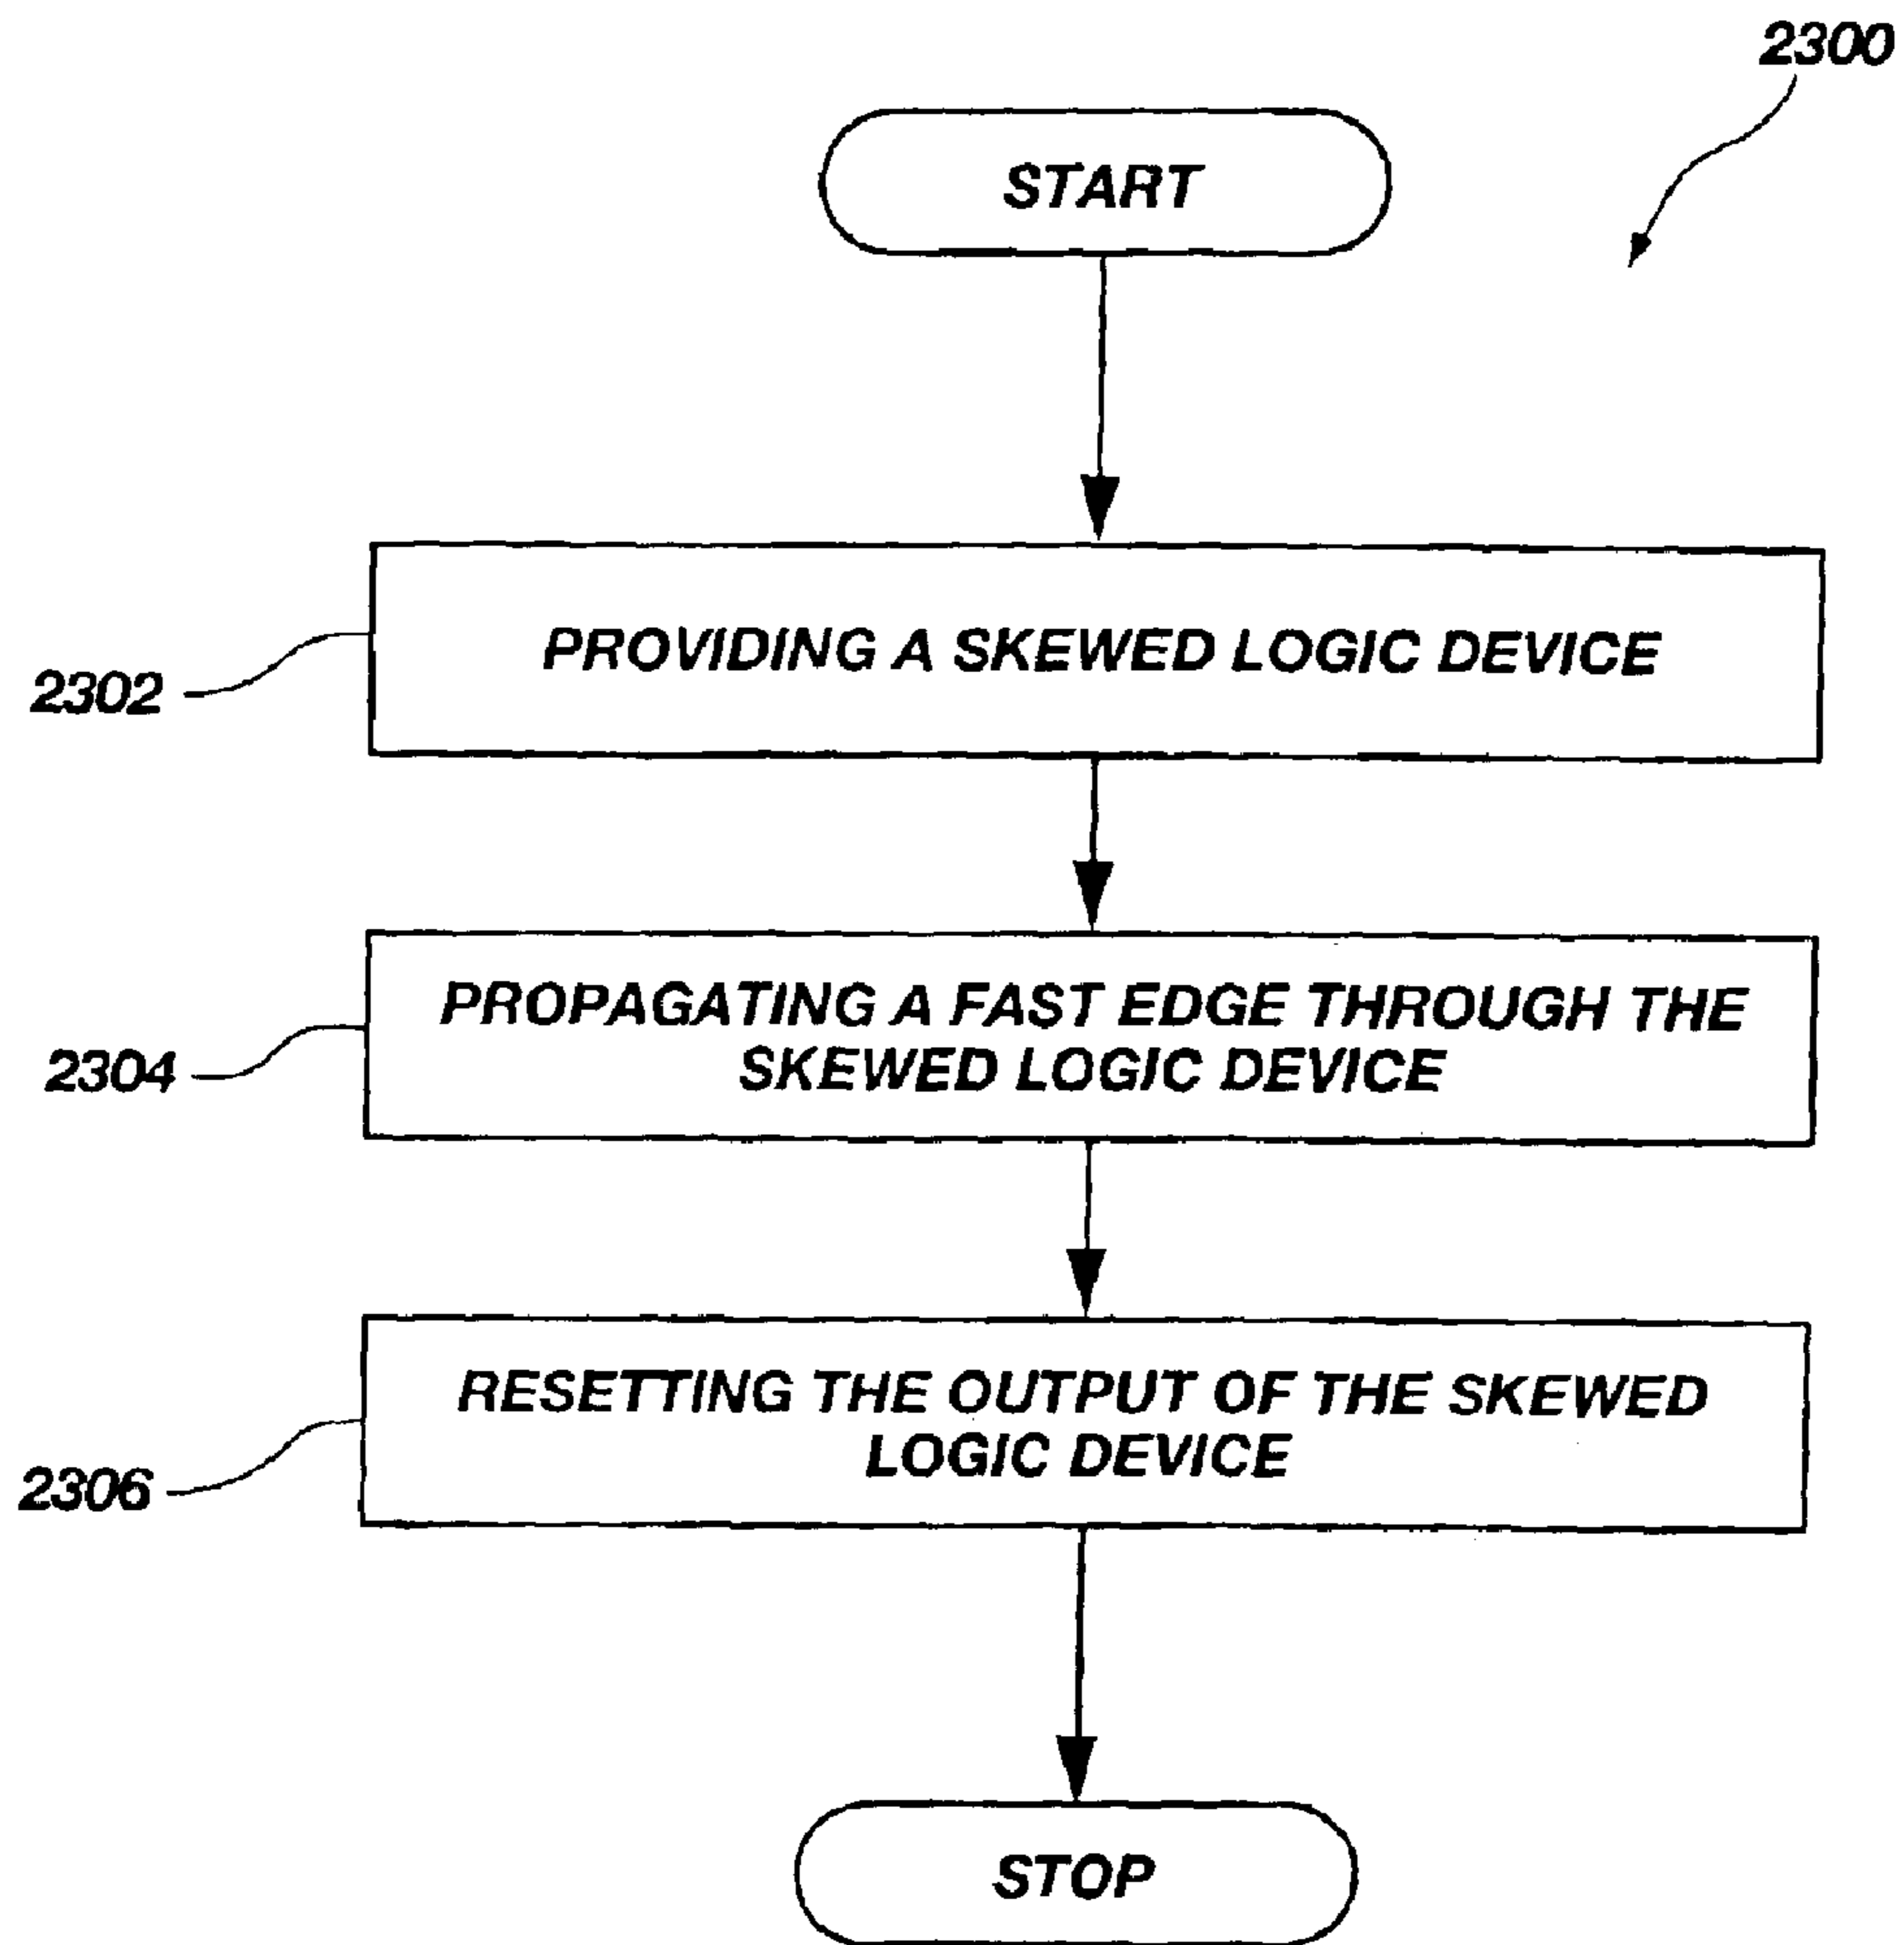 2300
START
PROVIDING A SKEWED LOGIC DEVICE
2302
PROPAGATING A FAST EDGE THROUGH THE
SKEWED LOGIC DEVICE
2304
RESETTING THE OUTPUT OF THE SKEWED
LOGIC DEVICE
2306
STOP